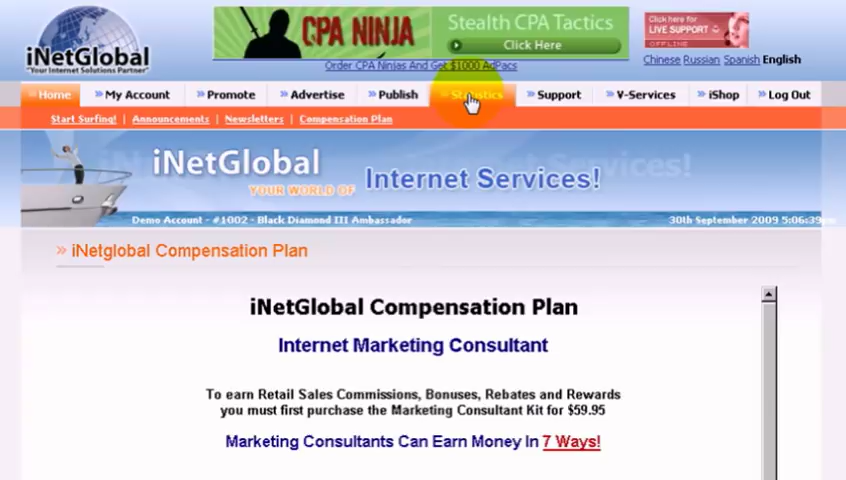 iNetGlobal
"Your Internet Solutions Partner"
CPA NINJA
Stealth CPA Tactics
Click Here
Order CPA Ninjas And Get $1000 AdPacs
Click here for
LIVE SUPPORT
OFFLINE
Chinese Russian Spanish English
Home
My Account
Promote
Advertise
Publish
Statistics
Support
V-Services
iShop
Log Out
Start Surfing! | Announcements | Newsletters | Compensation Plan
iNetGlobal
YOUR WORLD OF
Internet Services!
Demo Account - #1002 - Black Diamond III Ambassador
30th September 2009 5:06:39
» iNetglobal Compensation Plan
iNetGlobal Compensation Plan
Internet Marketing Consultant
To earn Retail Sales Commissions, Bonuses, Rebates and Rewards
you must first purchase the Marketing Consultant Kit for $59.95
Marketing Consultants Can Earn Money In 7 Ways!